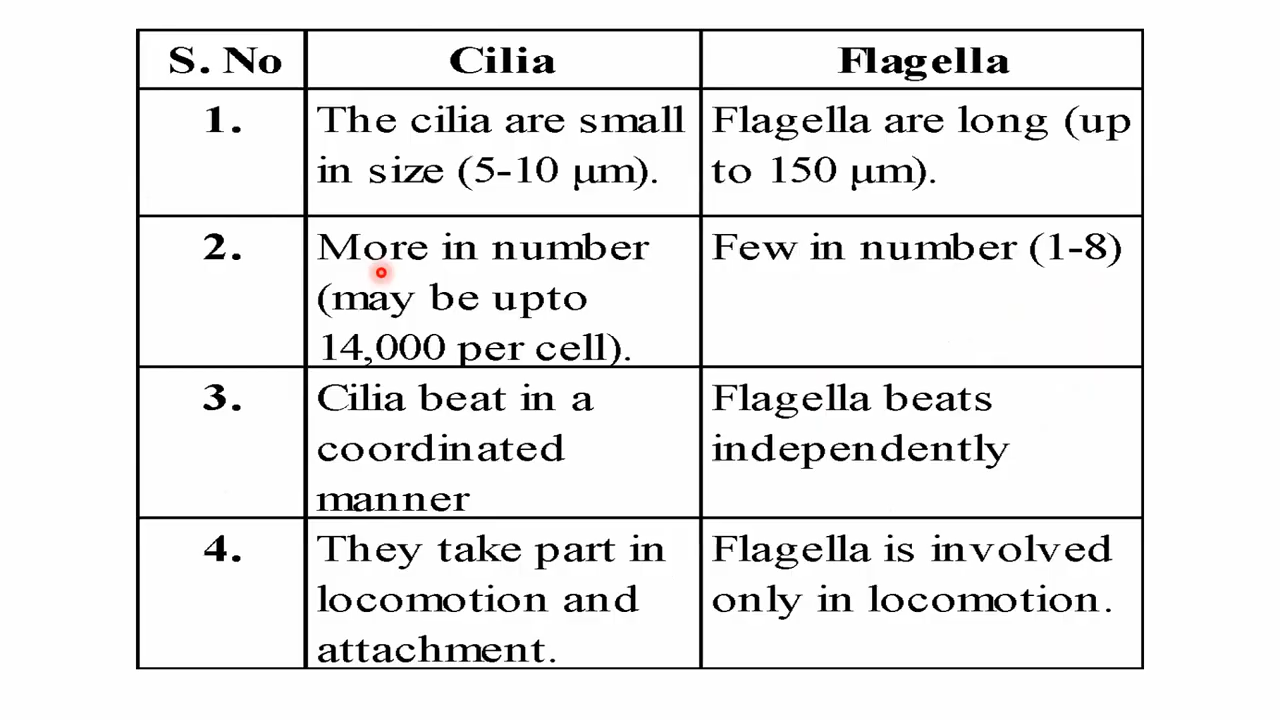 S. No Cilia Flagella
1. The cilia are small Flagella are long (up
in size (5-10 μm). to 150 μm).
2. More in number Few in number (1-8)
(may be upto
14,000 per cell).
3. Cilia beat in a Flagella beats
coordinated independently
manner
4. They take part in Flagella is involved
locomotion and only in locomotion.
attachment.